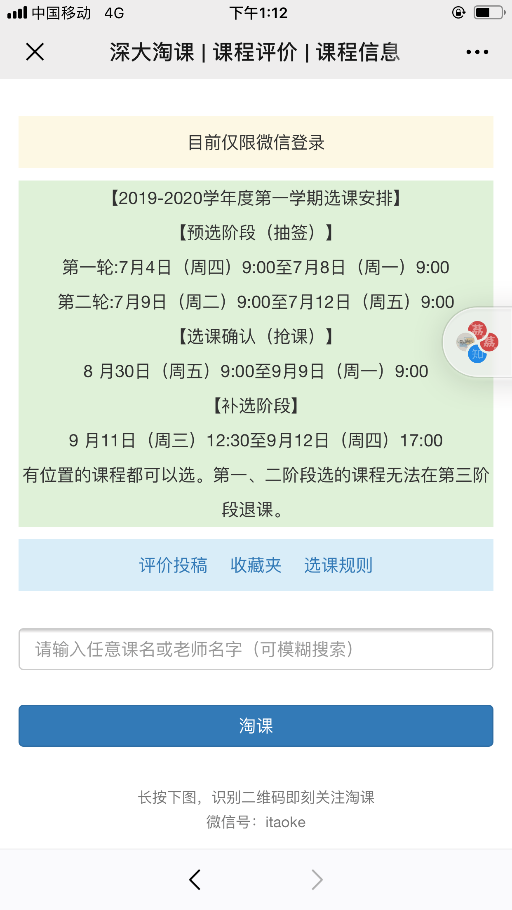 中国移动 4G 下午1:12
深大淘课 | 课程评价 | 课程信息
目前仅限微信登录
【2019-2020学年度第一学期选课安排】
【预选阶段（抽签）】
第一轮:7月4日（周四）9:00至7月8日（周一）9:00
第二轮:7月9日（周二）9:00至7月12日（周五）9:00
【选课确认（抢课）】
8 月30日（周五）9:00至9月9日（周一）9:00
【补选阶段】
9 月11日（周三）12:30至9月12日（周四）17:00
有位置的课程都可以选。第一、二阶段选的课程无法在第三阶
段退课。
荔
荔
知
评价投稿 收藏夹 选课规则
请输入任意课名或老师名字（可模糊搜索）
淘课
长按下图，识别二维码即刻关注淘课
微信号：itaoke